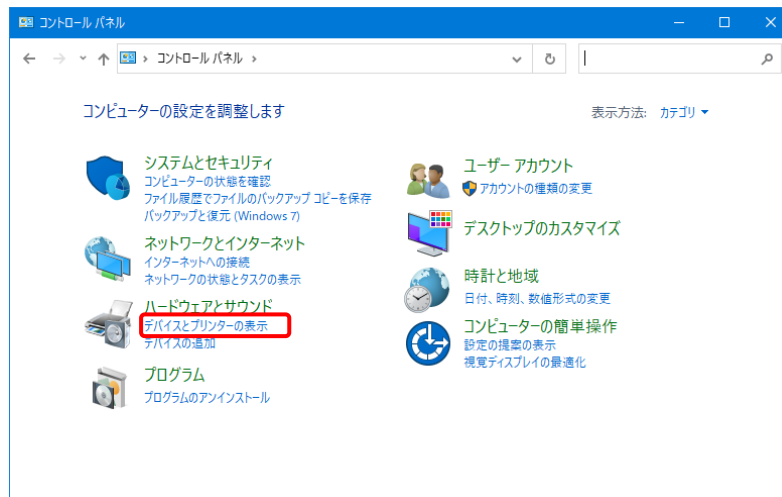 コントロール パネル
コントロール パネル
コンピューターの設定を調整します
表示方法: カテゴリ
システムとセキュリティ
コンピューターの状態を確認
ファイル履歴でファイルのバックアップ コピーを保存
バックアップと復元 (Windows 7)
ネットワークとインターネット
インターネットへの接続
ネットワークの状態とタスクの表示
ハードウェアとサウンド
デバイスとプリンターの表示
デバイスの追加
プログラム
プログラムのアンインストール
ユーザー アカウント
アカウントの種類の変更
デスクトップのカスタマイズ
時計と地域
日付、時刻、数値形式の変更
コンピューターの簡単操作
設定の提案の表示
視覚ディスプレイの最適化